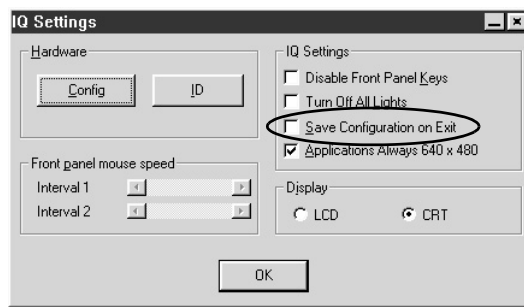 IQ Settings
Hardware
Config
ID
Front panel mouse speed
Interval 1
Interval 2
IQ Settings
Disable Front Panel Keys
Turn Off All Lights
Save Configuration on Exit
Applications Always 640 x 480
Display
LCD
CRT
OK